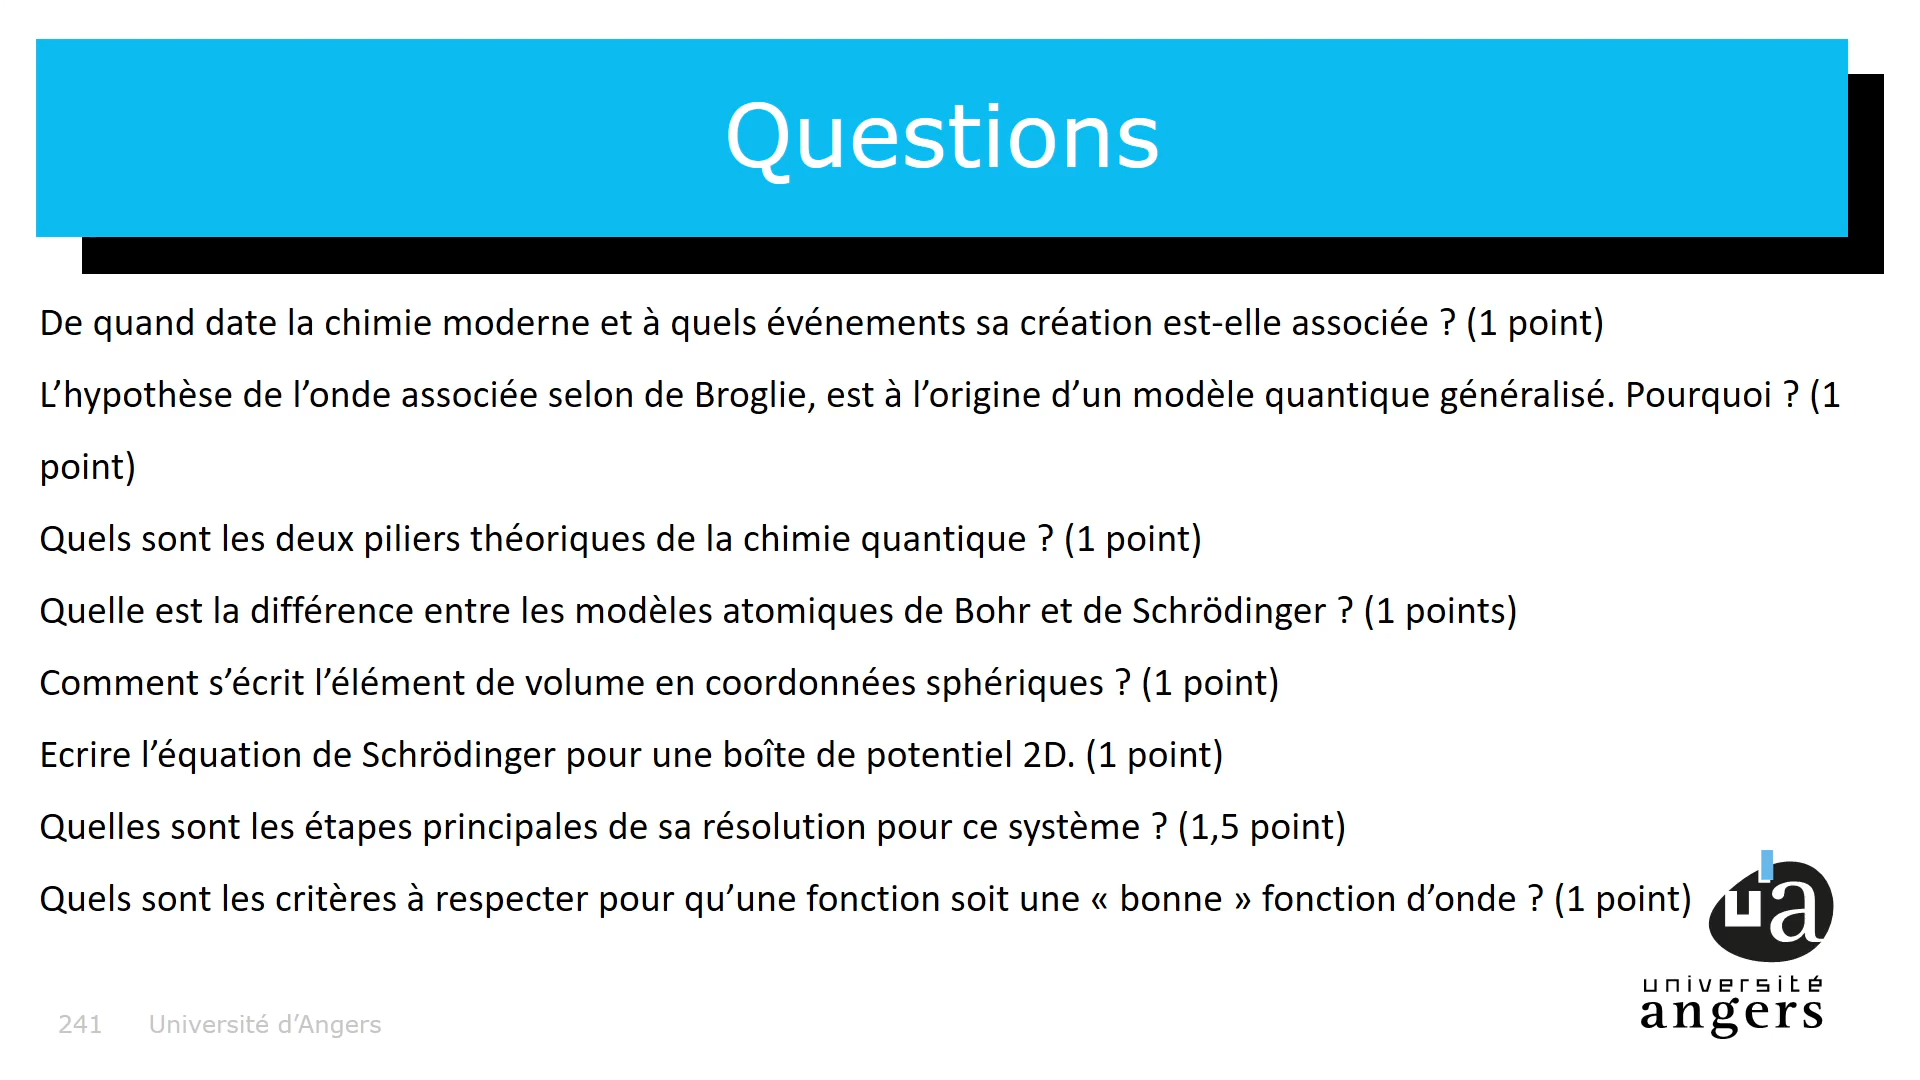 Questions
De quand date la chimie moderne et à quels événements sa création est-elle associée ? (1 point)
L’hypothèse de l’onde associée selon de Broglie, est à l’origine d’un modèle quantique généralisé. Pourquoi ? (1
point)
Quels sont les deux piliers théoriques de la chimie quantique ? (1 point)
Quelle est la différence entre les modèles atomiques de Bohr et de Schrödinger ? (1 points)
Comment s’écrit l’élément de volume en coordonnées sphériques ? (1 point)
Ecrire l’équation de Schrödinger pour une boîte de potentiel 2D. (1 point)
Quelles sont les étapes principales de sa résolution pour ce système ? (1,5 point)
Quels sont les critères à respecter pour qu’une fonction soit une « bonne » fonction d’onde ? (1 point)
ua
université
angers
241 Université d’Angers